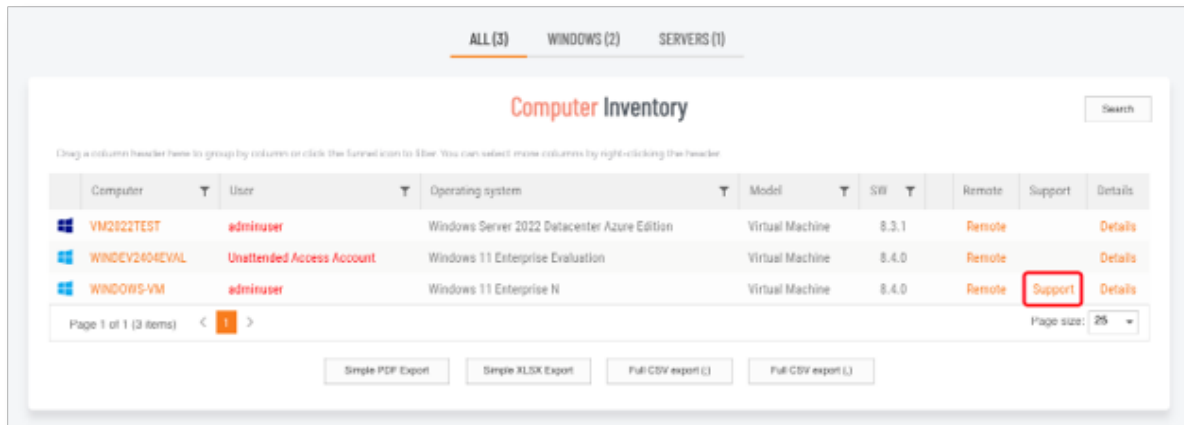 ALL (3) WINDOWS (2) SERVERS (1)
Computer Inventory
Search
Drag a column header here to group by column or click the funnel icon to filter. You can select more columns by right-clicking the header.
Computer User Operating system Model SW Remote Support Details
VM2022TEST adminuser Windows Server 2022 Datacenter Azure Edition Virtual Machine 8.3.1 Remote Details
WINDEV2404EVAL Unattended Access Account Windows 11 Enterprise Evaluation Virtual Machine 8.4.0 Remote Details
WINDOWS-VM adminuser Windows 11 Enterprise N Virtual Machine 8.4.0 Remote Support Details
Page 1 of 1 (3 items) < 1 > Page size: 25
Simple PDF Export Simple XLSX Export Full CSV export (;) Full CSV export (,)